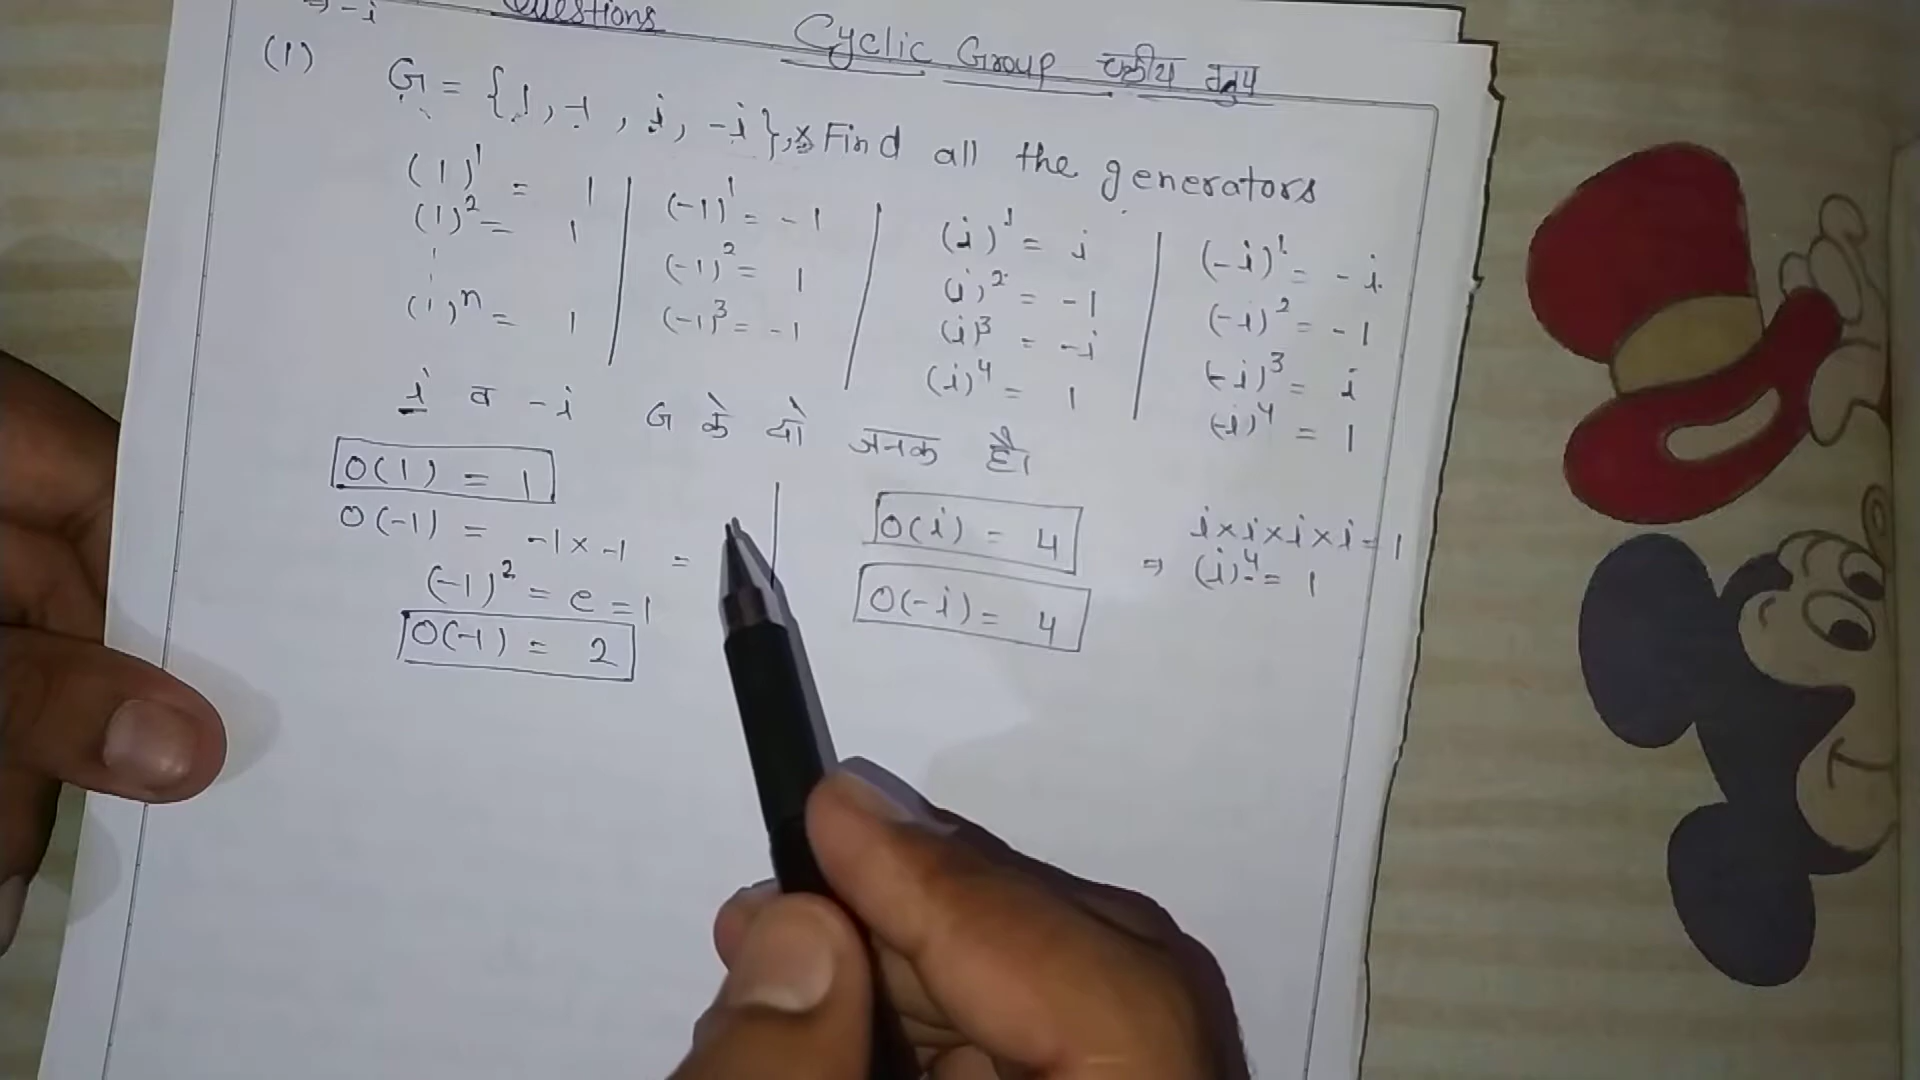 ⇒ -i Questions Cyclic Group चक्रीय ग्रुप
(1) G = {1, -1, i, -i}, × Find all the generators
(1)¹ = 1
(1)² = 1
(1)ⁿ = 1
(-1)¹ = -1
(-1)² = 1
(-1)³ = -1
(i)¹ = i
(i)² = -1
(i)³ = -i
(i)⁴ = 1
(-i)¹ = -i
(-i)² = -1
(-i)³ = i
(-i)⁴ = 1
i व -i G के दो जनक है।
O(1) = 1
O(-1) = -1 × -1 =
(-1)² = e = 1
O(-1) = 2
O(i) = 4
O(-i) = 4
i×i×i×i = 1
⇒ (i)⁴ = 1